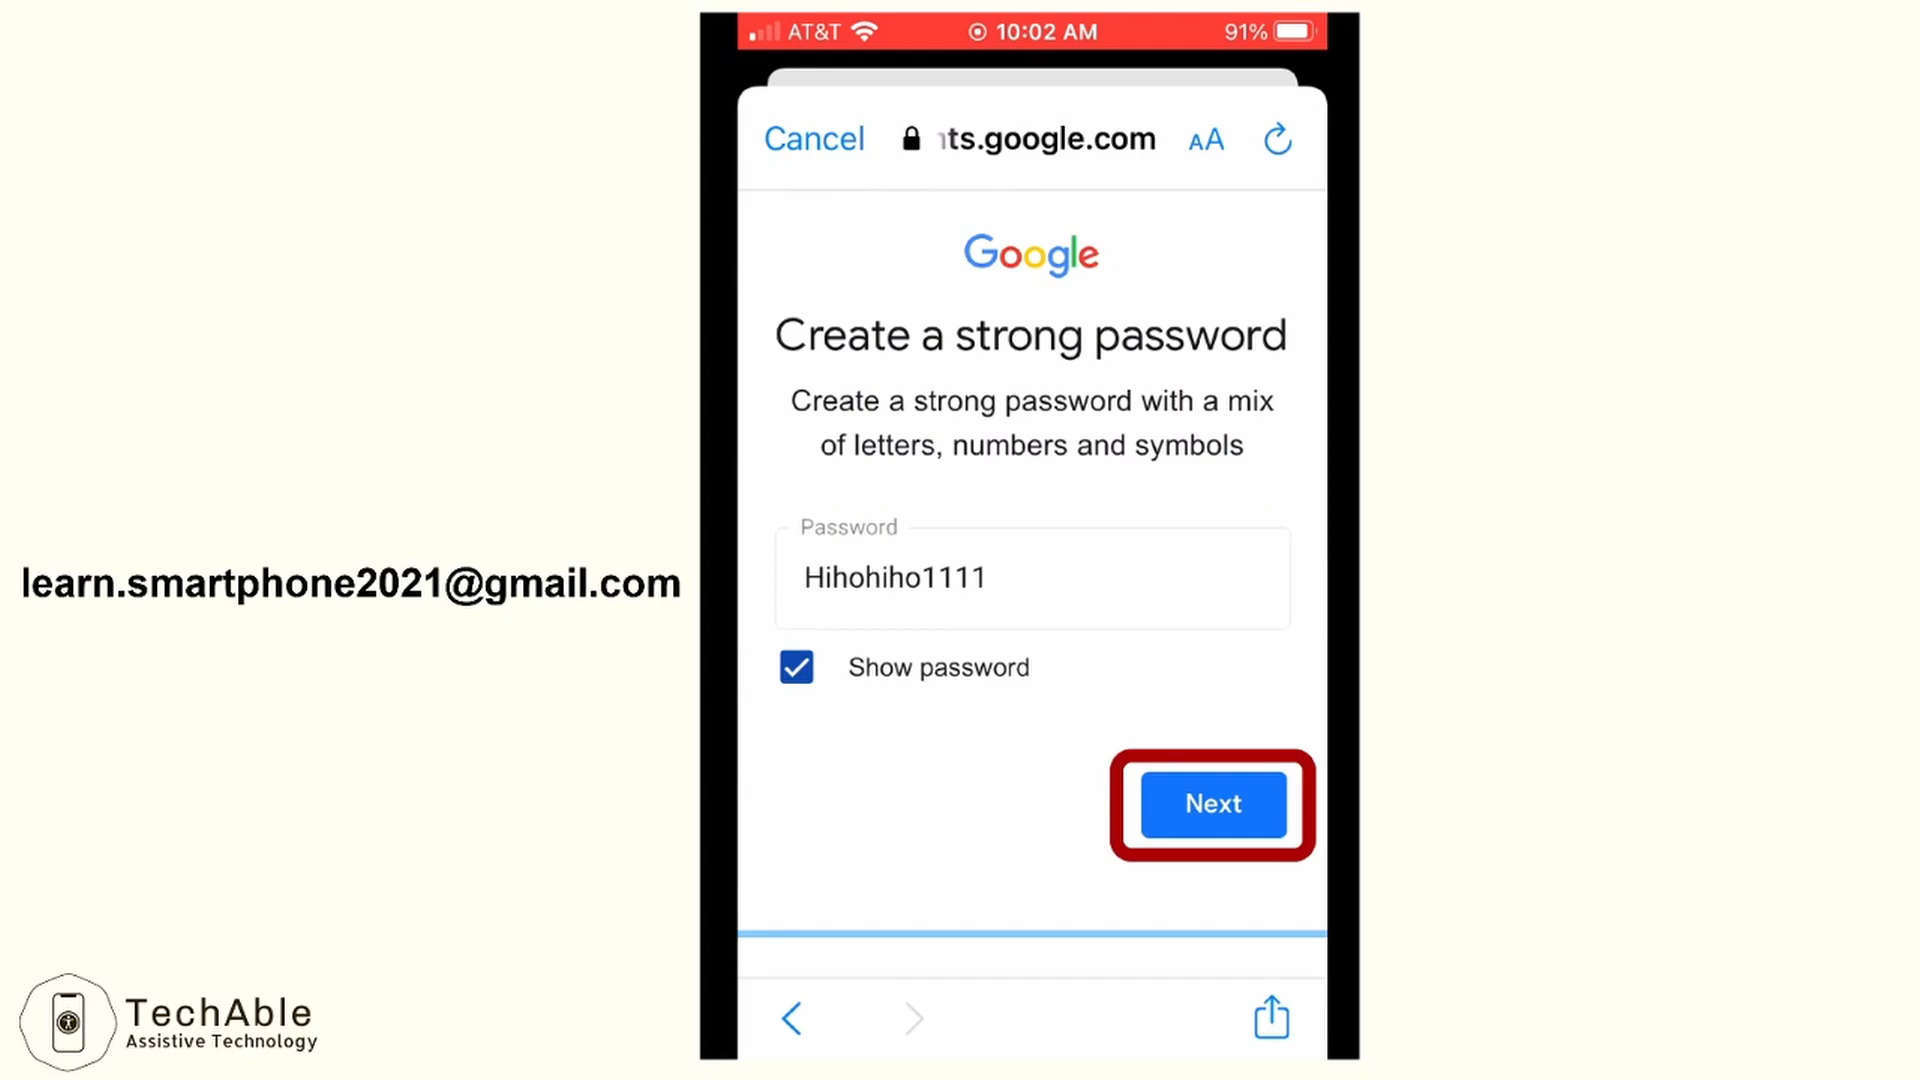 AT&T 10:02 AM 91%
Cancel ts.google.com AA
Google
Create a strong password
Create a strong password with a mix
of letters, numbers and symbols
Password
Hihohiho1111
learn.smartphone2021@gmail.com
Show password
Next
TechAble
Assistive Technology